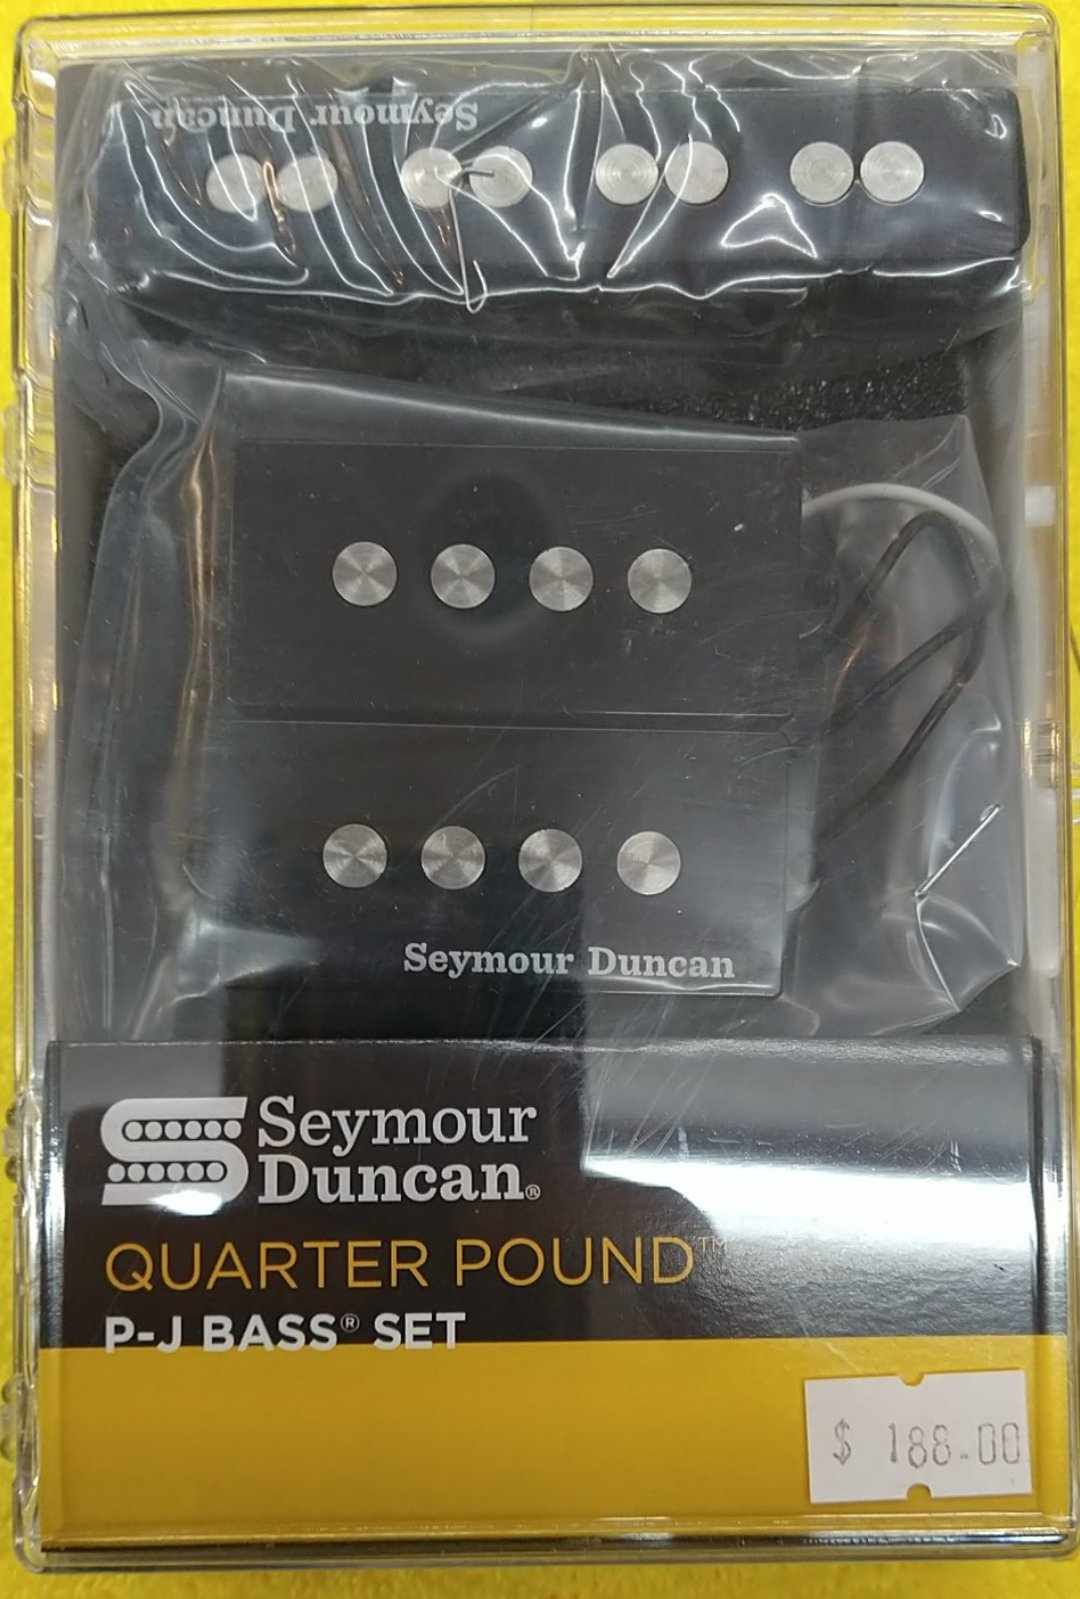 Seymour Duncan
Seymour Duncan
Seymour
Duncan®
QUARTER POUND™
P-J BASS® SET
$ 188.00